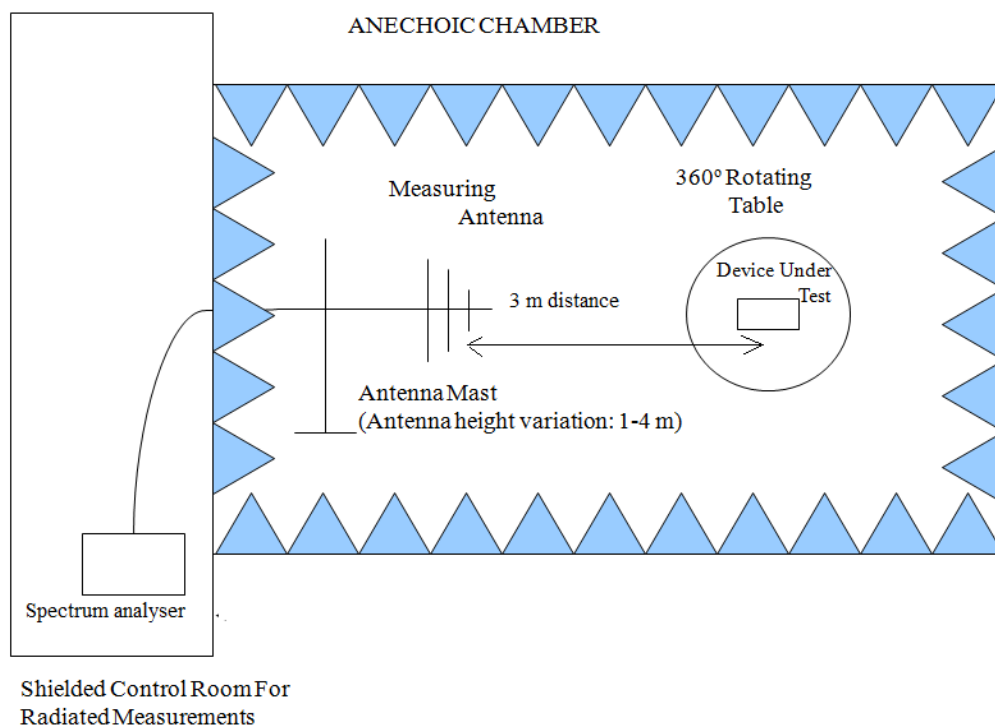 ANECHOIC CHAMBER
360º Rotating
Table
Measuring
Antenna
Device Under
Test
3 m distance
Antenna Mast
(Antenna height variation: 1-4 m)
Spectrum analyser
Shielded Control Room For
Radiated Measurements